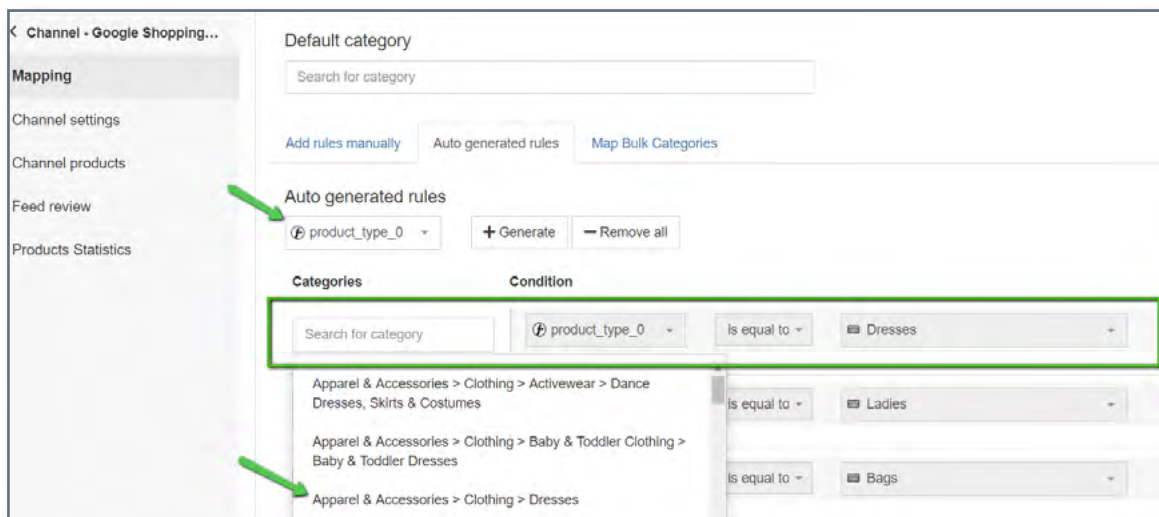 Channel - Google Shopping...
Mapping
Channel settings
Channel products
Feed review
Products Statistics
Default category
Search for category
Add rules manually
Auto generated rules
Map Bulk Categories
Auto generated rules
product_type_0
+ Generate
− Remove all
Categories
Condition
Search for category
product_type_0
Is equal to
Dresses
Apparel & Accessories > Clothing > Activewear > Dance
Dresses, Skirts & Costumes
Is equal to
Ladies
Apparel & Accessories > Clothing > Baby & Toddler Clothing >
Baby & Toddler Dresses
Is equal to
Bags
Apparel & Accessories > Clothing > Dresses